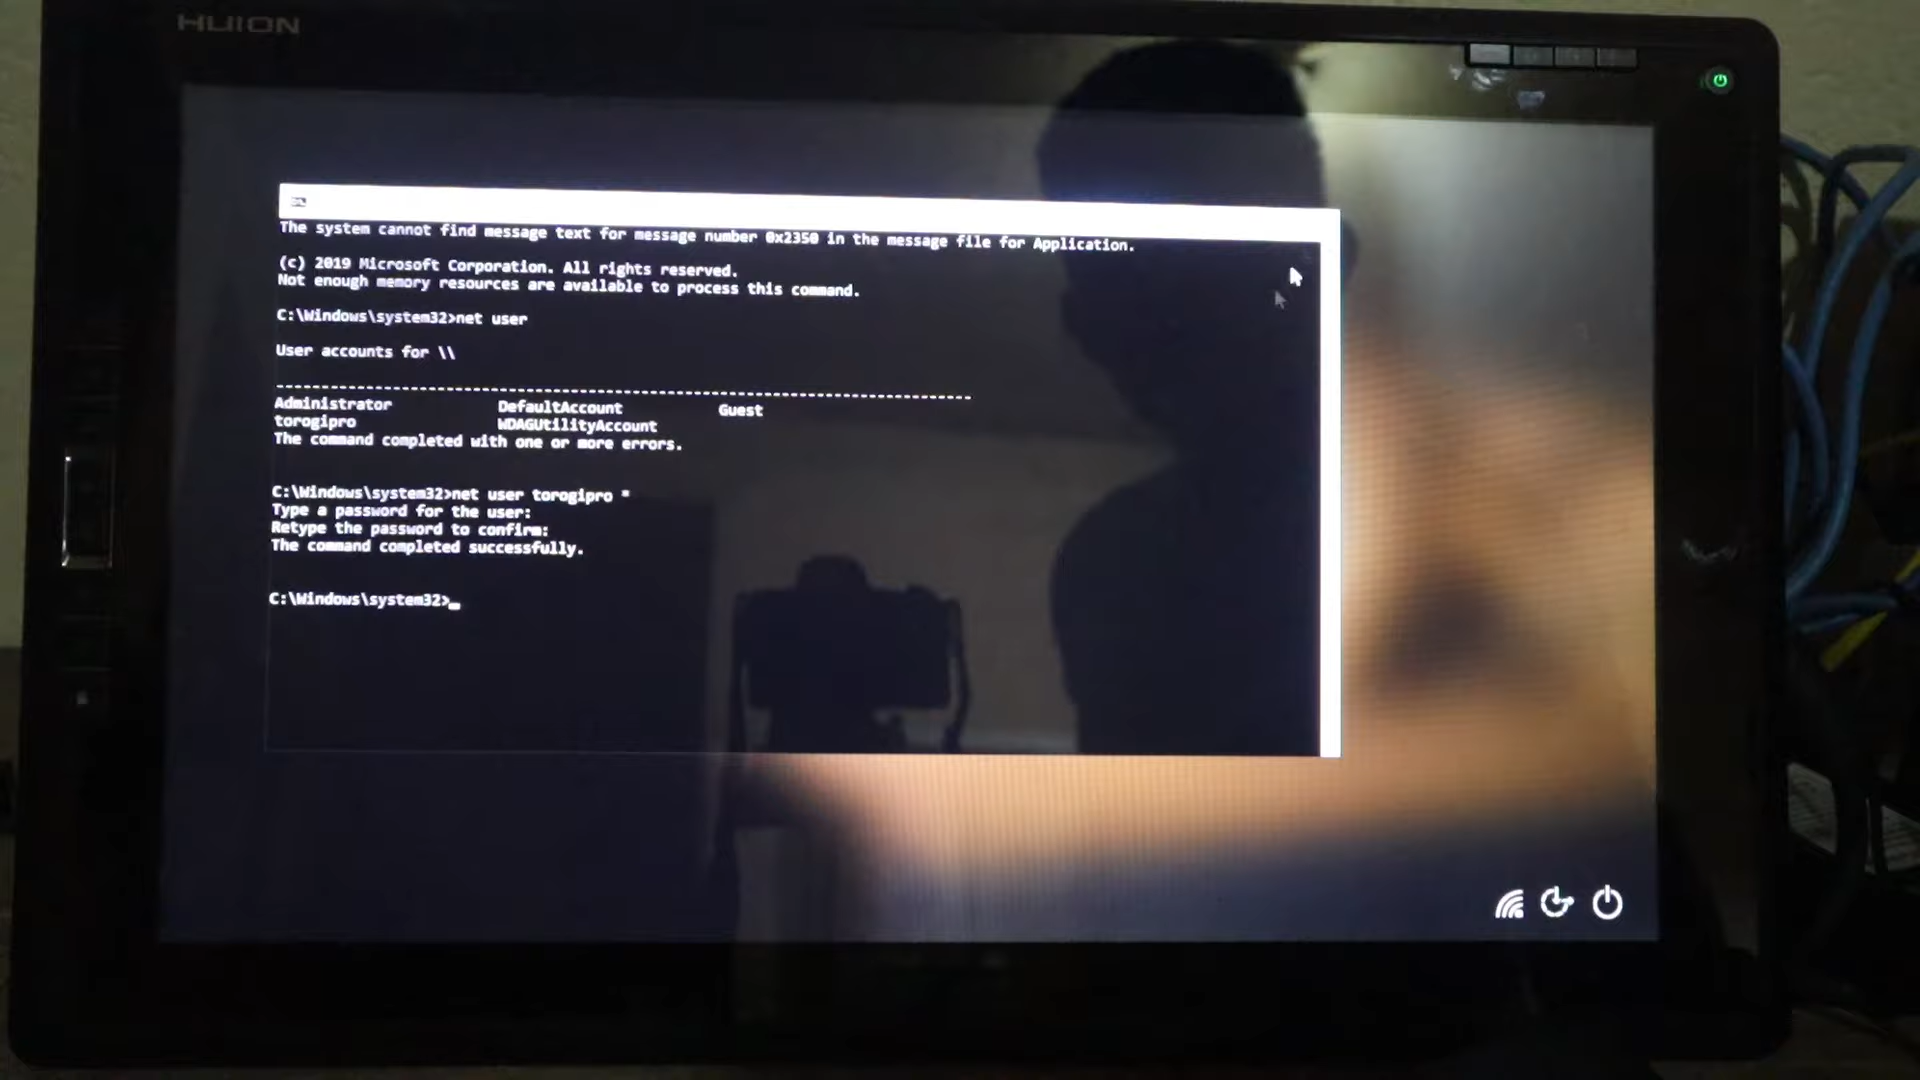 HUION
The system cannot find message text for message number 0x2350 in the message file for Application.
(c) 2019 Microsoft Corporation. All rights reserved.
Not enough memory resources are available to process this command.
C:\Windows\system32>net user
User accounts for \\
-------------------------------------------------------------------------------
Administrator DefaultAccount Guest
torogipro WDAGUtilityAccount
The command completed with one or more errors.
C:\Windows\system32>net user torogipro *
Type a password for the user:
Retype the password to confirm:
The command completed successfully.
C:\Windows\system32>_